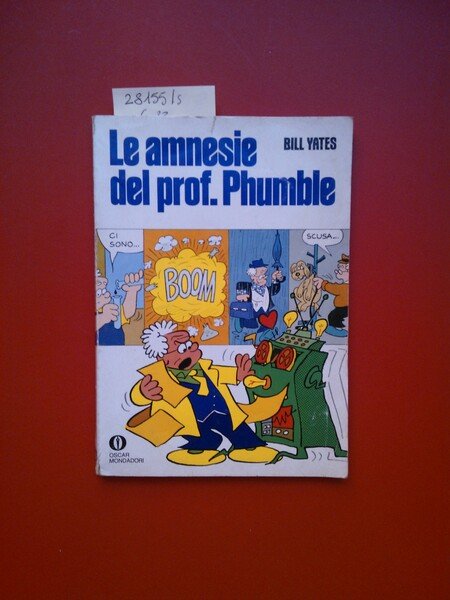 28155/s
Le amnesie
BILL YATES
del prof. Phumble
CI
SONO...
BOOM
SCUSA...
OSCAR
MONDADORI